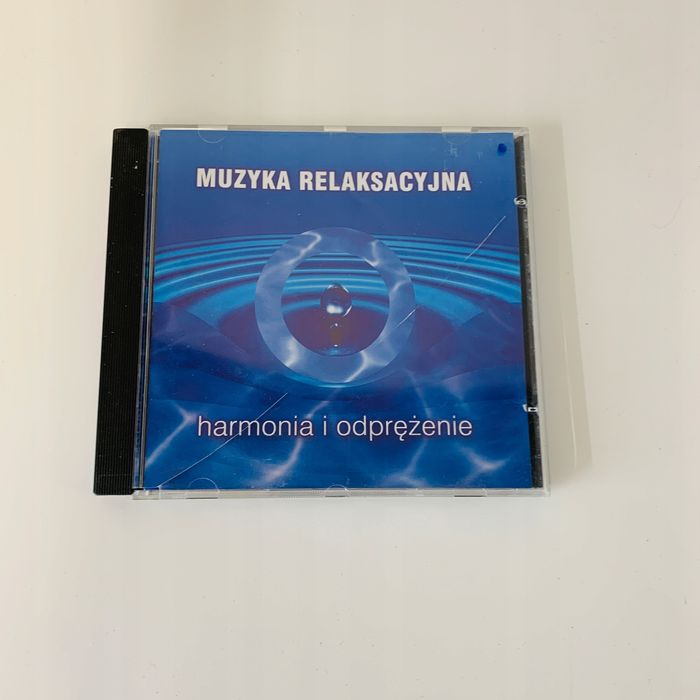 MUZYKA RELAKSACYJNA
harmonia i odprężenie